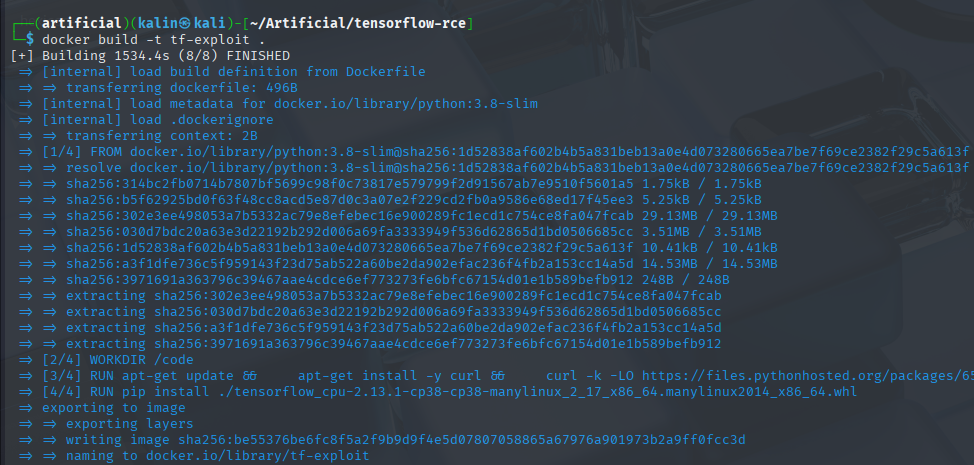 ┌──(artificial)(kalin㉿kali)-[~/Artificial/tensorflow-rce]
└─$ docker build -t tf-exploit .
[+] Building 1534.4s (8/8) FINISHED
=> [internal] load build definition from Dockerfile
=> => transferring dockerfile: 496B
=> [internal] load metadata for docker.io/library/python:3.8-slim
=> [internal] load .dockerignore
=> => transferring context: 2B
=> [1/4] FROM docker.io/library/python:3.8-slim@sha256:1d52838af602b4b5a831beb13a0e4d073280665ea7be7f69ce2382f29c5a613f
=> => resolve docker.io/library/python:3.8-slim@sha256:1d52838af602b4b5a831beb13a0e4d073280665ea7be7f69ce2382f29c5a613f
=> => sha256:314bc2fb0714b7807bf5699c98f0c73817e579799f2d91567ab7e9510f5601a5 1.75kB / 1.75kB
=> => sha256:b5f62925bd0f63f48cc8acd5e87d0c3a07e2f229cd2fb0a9586e68ed17f45ee3 5.25kB / 5.25kB
=> => sha256:302e3ee498053a7b5332ac79e8efebec16e900289fc1ecd1c754ce8fa047fcab 29.13MB / 29.13MB
=> => sha256:030d7bdc20a63e3d22192b292d006a69fa3333949f536d62865d1bd0506685cc 3.51MB / 3.51MB
=> => sha256:1d52838af602b4b5a831beb13a0e4d073280665ea7be7f69ce2382f29c5a613f 10.41kB / 10.41kB
=> => sha256:a3f1dfe736c5f959143f23d75ab522a60be2da902efac236f4fb2a153cc14a5d 14.53MB / 14.53MB
=> => sha256:3971691a363796c39467aae4cdce6ef773273fe6bfc67154d01e1b589befb912 248B / 248B
=> => extracting sha256:302e3ee498053a7b5332ac79e8efebec16e900289fc1ecd1c754ce8fa047fcab
=> => extracting sha256:030d7bdc20a63e3d22192b292d006a69fa3333949f536d62865d1bd0506685cc
=> => extracting sha256:a3f1dfe736c5f959143f23d75ab522a60be2da902efac236f4fb2a153cc14a5d
=> => extracting sha256:3971691a363796c39467aae4cdce6ef773273fe6bfc67154d01e1b589befb912
=> [2/4] WORKDIR /code
=> [3/4] RUN apt-get update &&     apt-get install -y curl &&     curl -k -LO https://files.pythonhosted.org/packages/65
=> [4/4] RUN pip install ./tensorflow_cpu-2.13.1-cp38-cp38-manylinux_2_17_x86_64.manylinux2014_x86_64.whl
=> exporting to image
=> => exporting layers
=> => writing image sha256:be55376be6fc8f5a2f9b9d9f4e5d07807058865a67976a901973b2a9ff0fcc3d
=> => naming to docker.io/library/tf-exploit